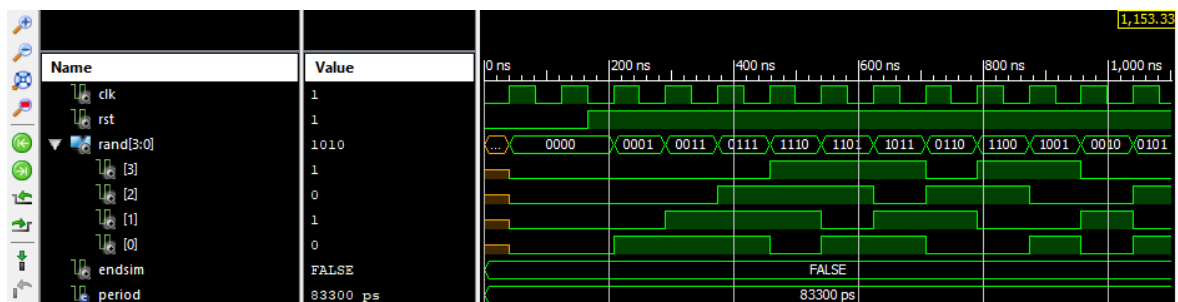 1,153.33
Name Value 0 ns 200 ns 400 ns 600 ns 800 ns 1,000 ns
clk 1
rst 1
rand[3:0] 1010 ... 0000 0001 0011 0111 1110 1101 1011 0110 1100 1001 0010 0101
[3] 1
[2] 0
[1] 1
[0] 0
endsim FALSE FALSE
period 83300 ps 83300 ps